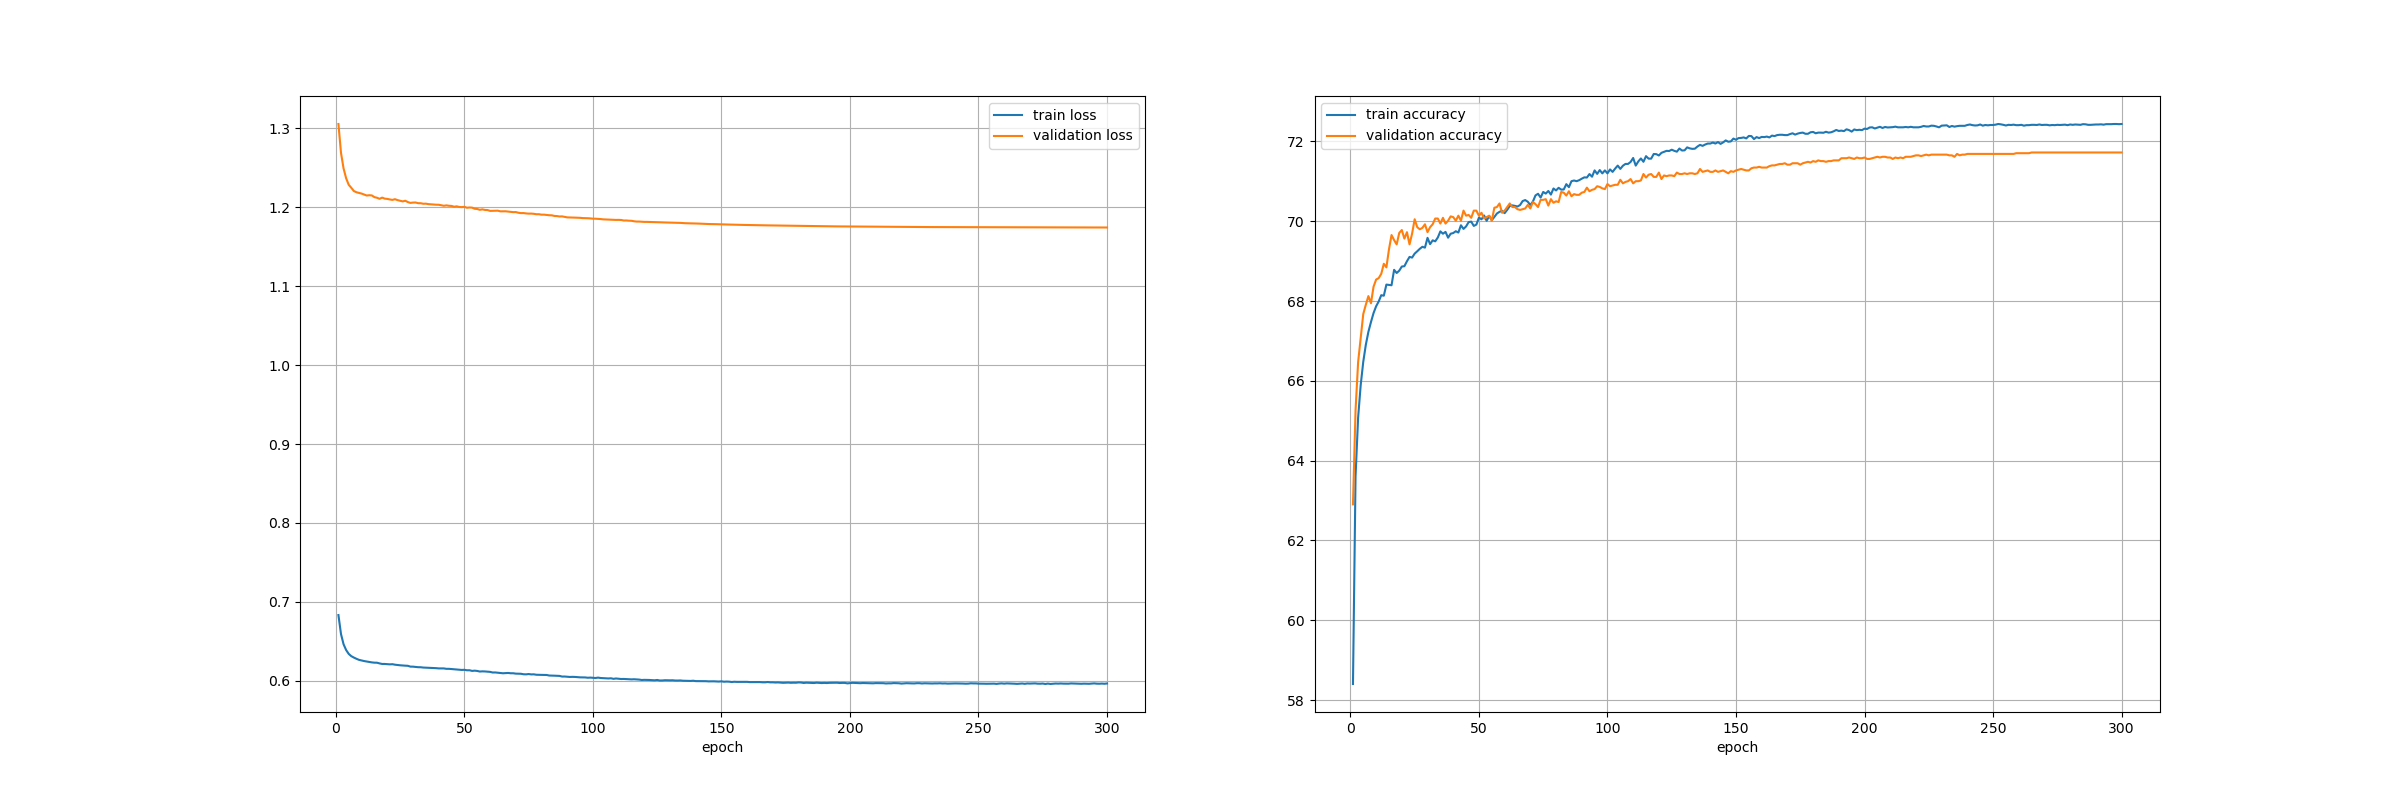 train loss
validation loss
1.3
1.2
1.1
1.0
0.9
0.8
0.7
0.6
0 50 100 150 200 250 300
epoch
train accuracy
validation accuracy
72
70
68
66
64
62
60
58
0 50 100 150 200 250 300
epoch